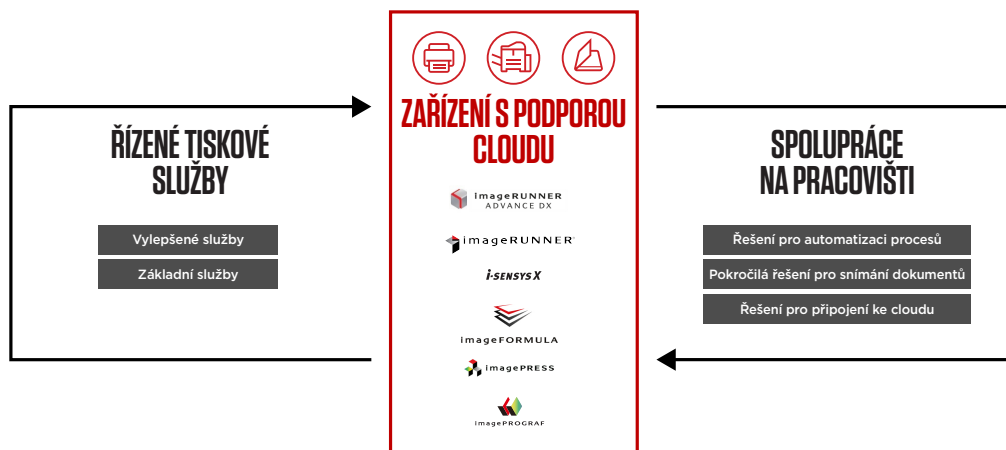 ŘÍZENÉ TISKOVÉ
SLUŽBY
Vylepšené služby
Základní služby
ZAŘÍZENÍ S PODPOROU
CLOUDU
imageRUNNER
ADVANCE DX
imageRUNNER
i-SENSYS X
imageFORMULA
imagePRESS
imagePROGRAF
SPOLUPRÁCE
NA PRACOVIŠTI
Řešení pro automatizaci procesů
Pokročilá řešení pro snímání dokumentů
Řešení pro připojení ke cloudu